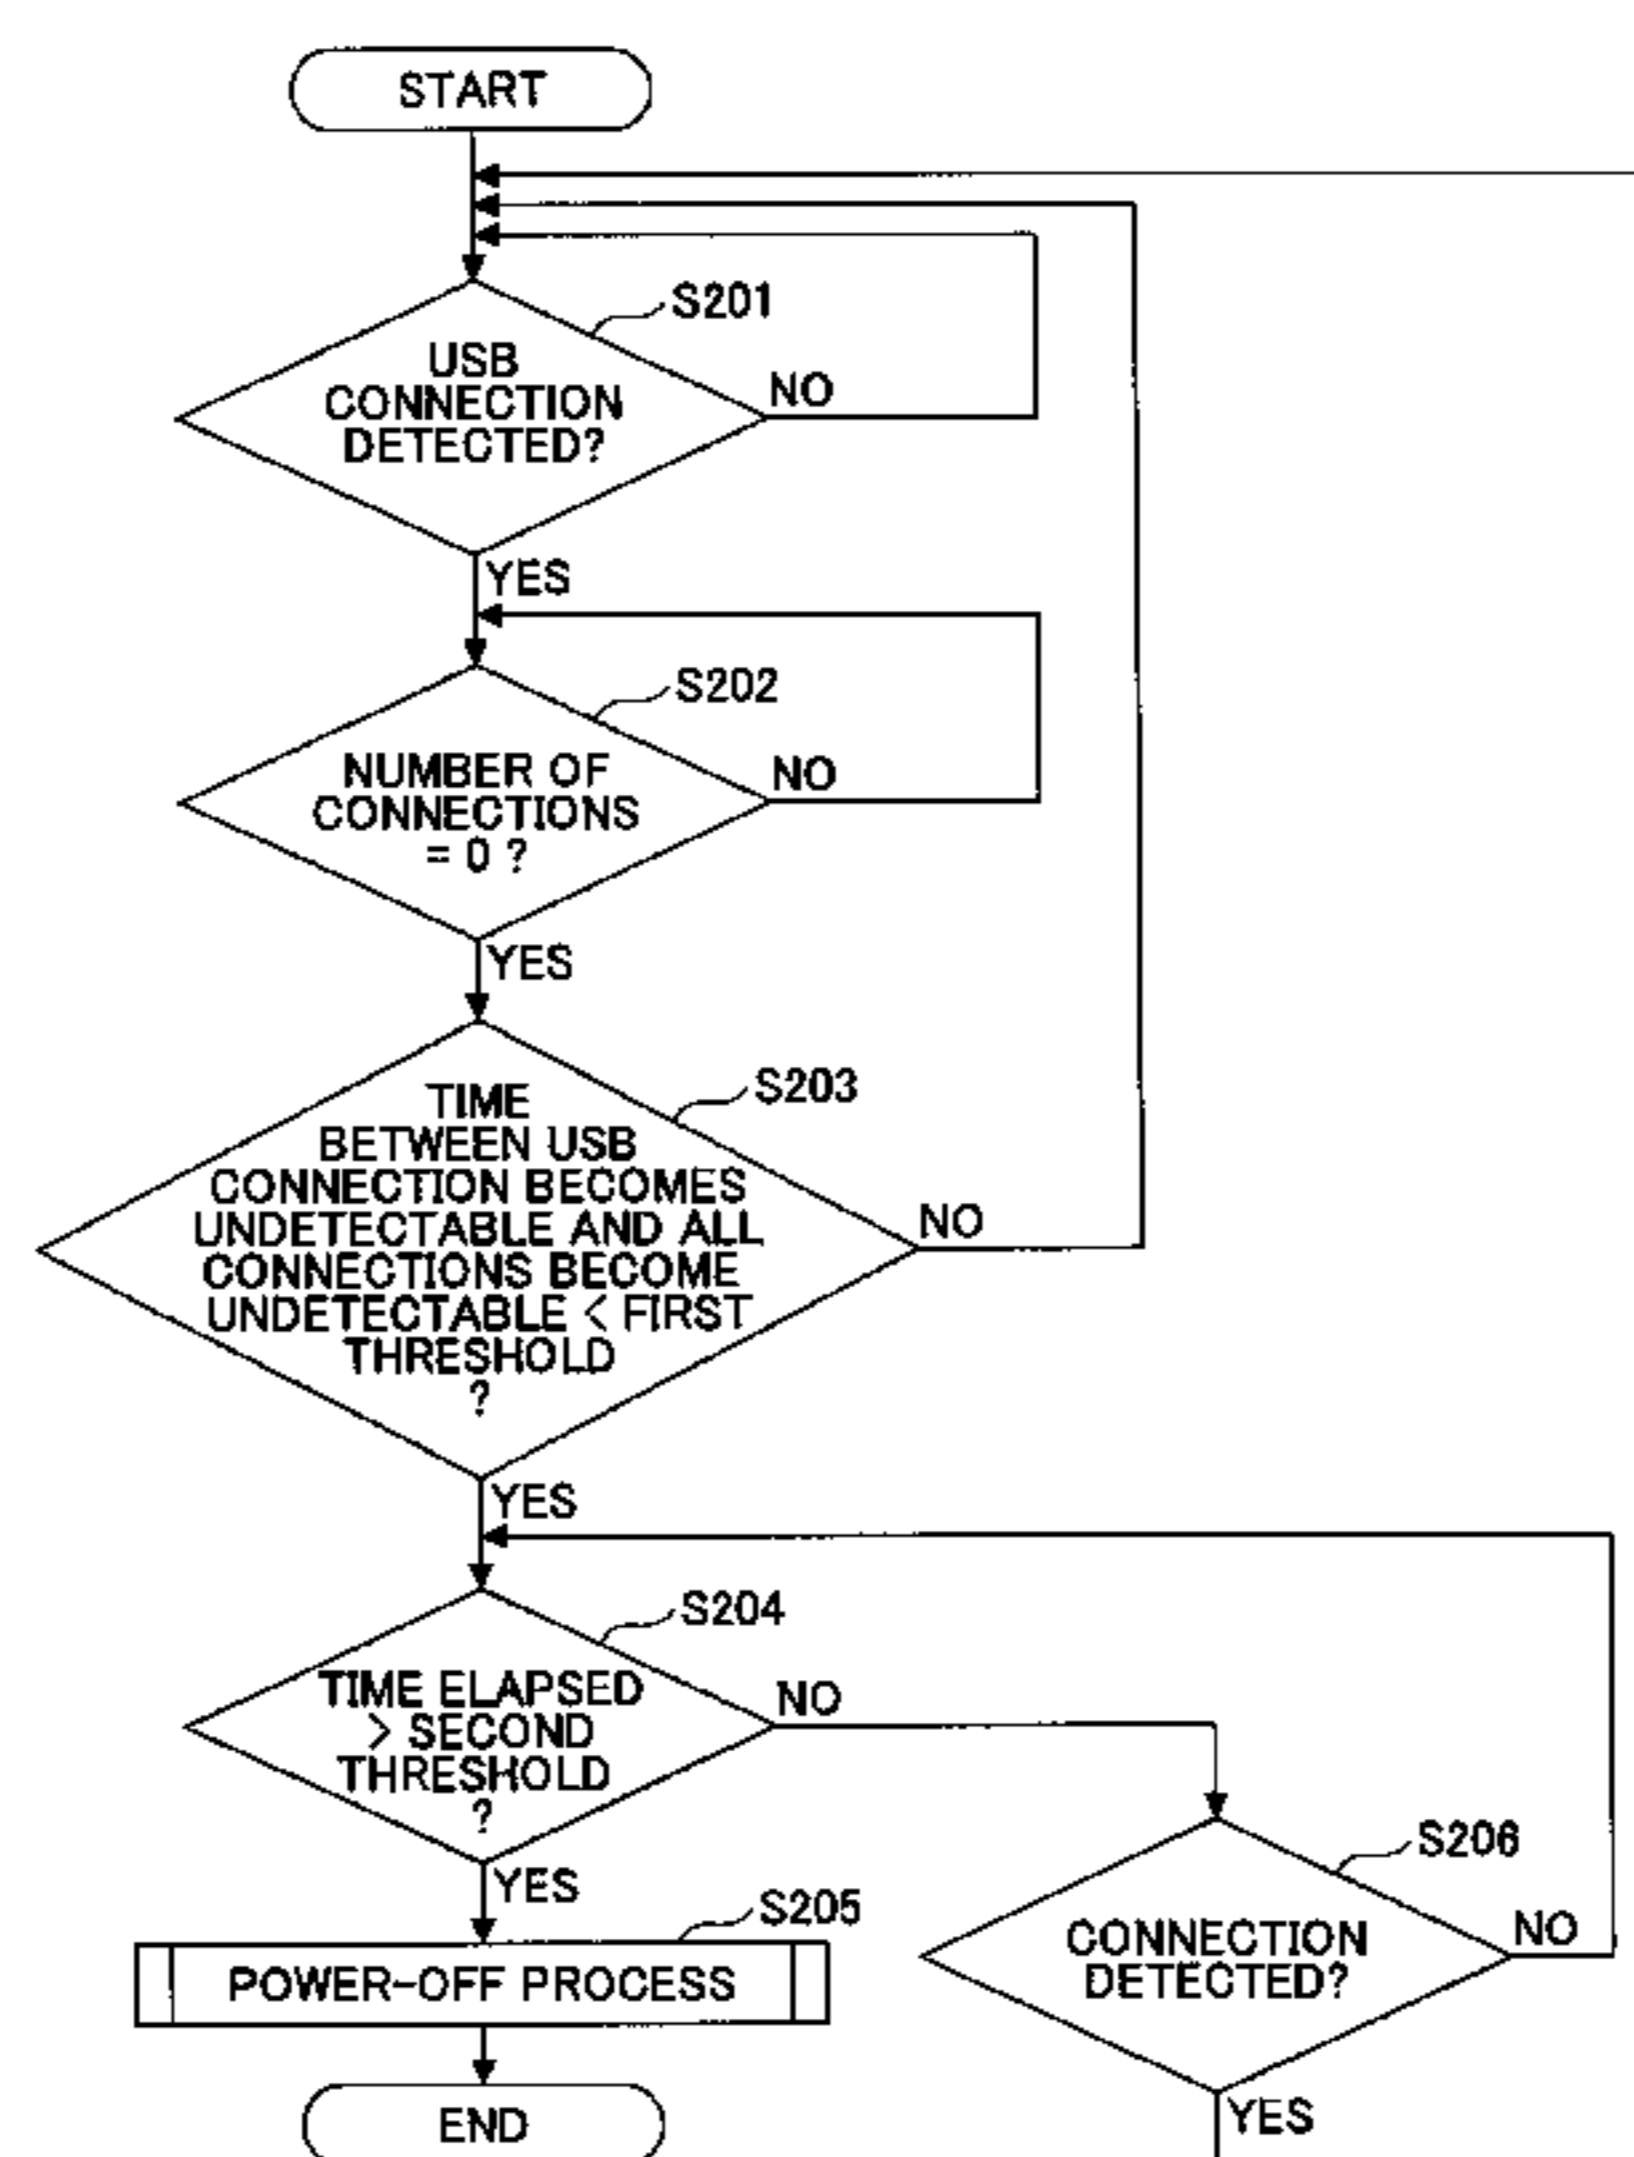 START
S201
USB
CONNECTION
DETECTED?
NO
YES
S202
NUMBER OF
CONNECTIONS
= 0 ?
NO
YES
S203
TIME
BETWEEN USB
CONNECTION BECOMES
UNDETECTABLE AND ALL
CONNECTIONS BECOME
UNDETECTABLE < FIRST
THRESHOLD
?
NO
YES
S204
TIME ELAPSED
> SECOND
THRESHOLD
?
NO
YES
S205
POWER-OFF PROCESS
END
S206
CONNECTION
DETECTED?
NO
YES